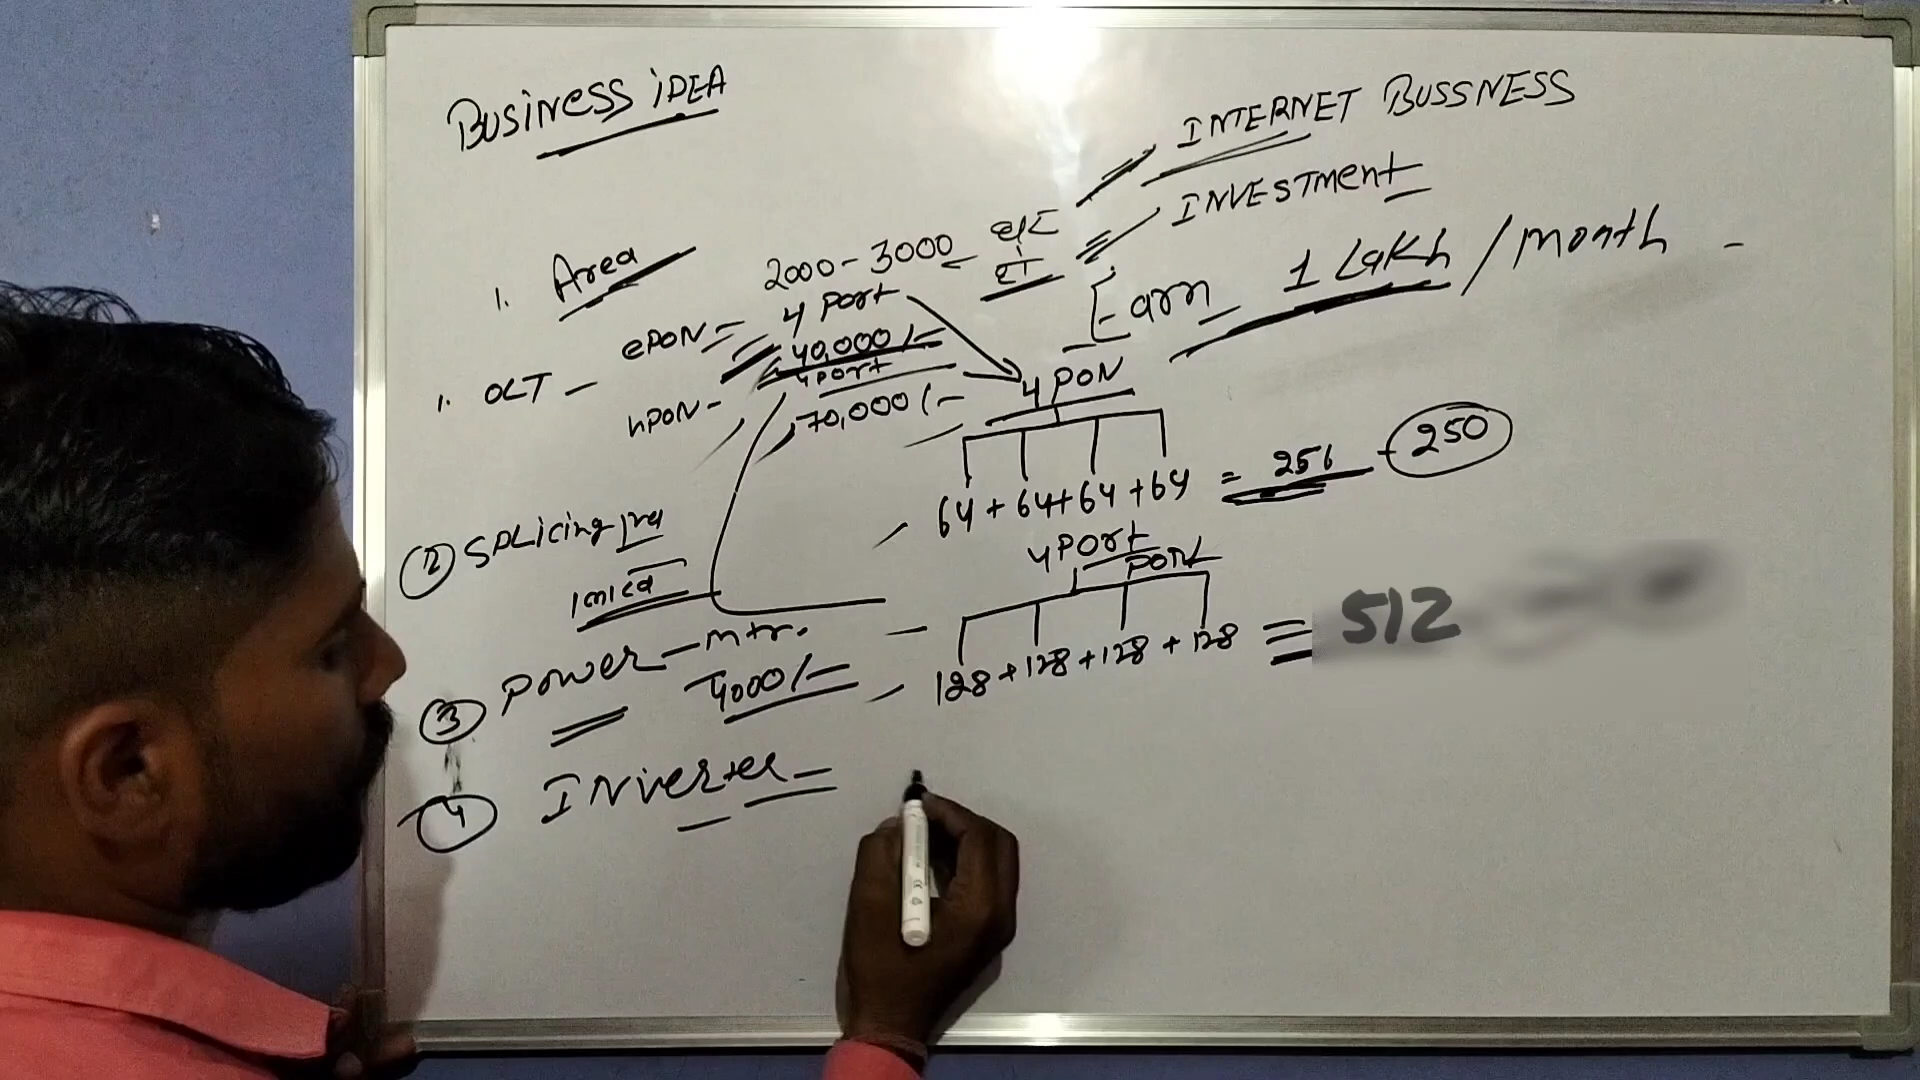 BUSINESS iDEA
INTERNET BUSSNESS
INVESTment
Earn 1 Lakh / month -
1. Area 2000 - 3000
1. OLT - ePON = 4 Port
40,000/-
4 PON
4 port
70,000/-
64 + 64 + 64 + 64 = 256 - 250
4 Port
PON
128 + 128 + 128 + 128 = 512
② SPLicing
③ Power - mtr.
4000/-
④ INverter -